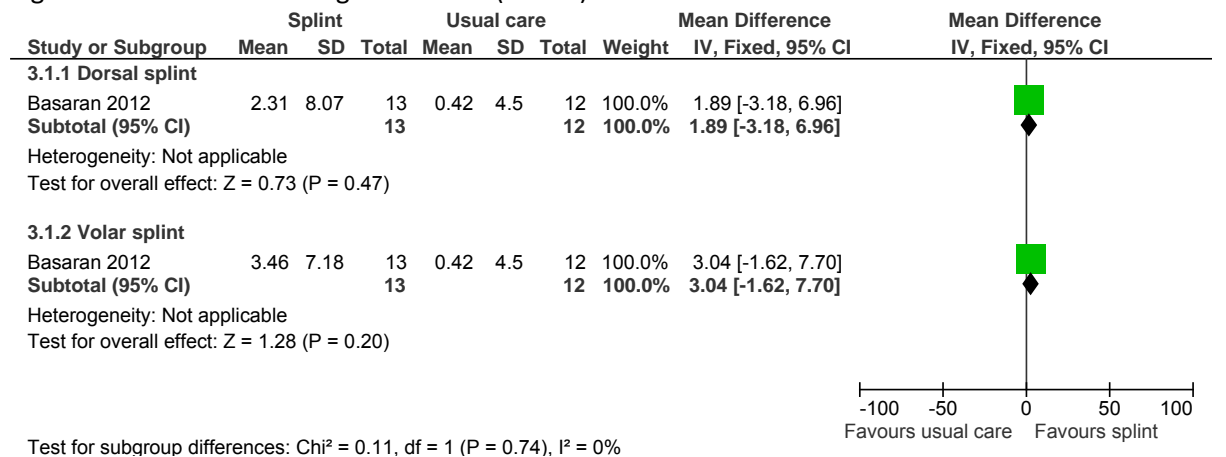 Splint Usual care Mean Difference Mean Difference
Study or Subgroup Mean SD Total Mean SD Total Weight IV, Fixed, 95% CI IV, Fixed, 95% CI
3.1.1 Dorsal splint
Basaran 2012 2.31 8.07 13 0.42 4.5 12 100.0% 1.89 [-3.18, 6.96]
Subtotal (95% CI) 13 12 100.0% 1.89 [-3.18, 6.96]
Heterogeneity: Not applicable
Test for overall effect: Z = 0.73 (P = 0.47)
3.1.2 Volar splint
Basaran 2012 3.46 7.18 13 0.42 4.5 12 100.0% 3.04 [-1.62, 7.70]
Subtotal (95% CI) 13 12 100.0% 3.04 [-1.62, 7.70]
Heterogeneity: Not applicable
Test for overall effect: Z = 1.28 (P = 0.20)
-100 -50 0 50 100
Favours usual care Favours splint
Test for subgroup differences: Chi² = 0.11, df = 1 (P = 0.74), I² = 0%